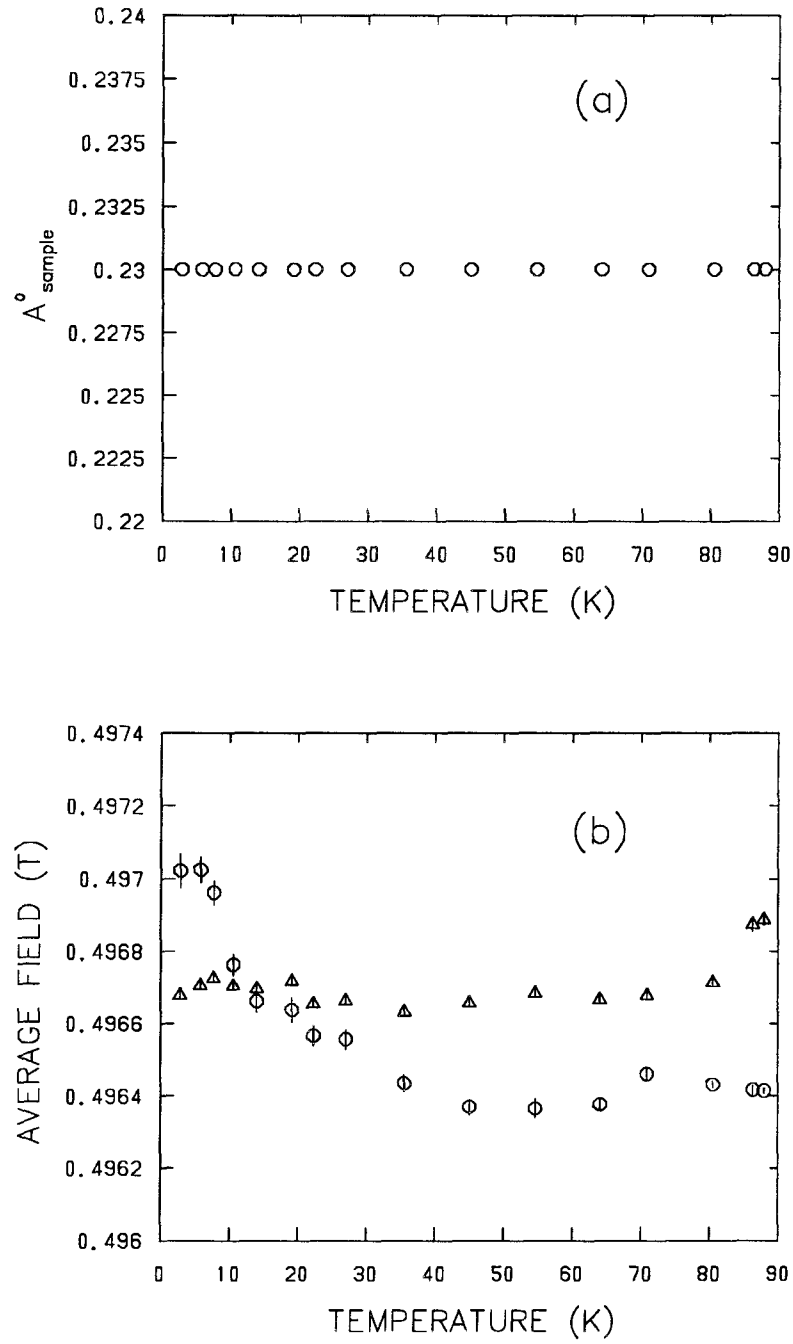 0.24
0.2375
0.235
0.2325
0.23
0.2275
0.225
0.2225
0.22
A°sample
(a)
0 10 20 30 40 50 60 70 80 90
TEMPERATURE (K)
0.4974
0.4972
0.497
0.4968
0.4966
0.4964
0.4962
0.496
AVERAGE FIELD (T)
(b)
0 10 20 30 40 50 60 70 80 90
TEMPERATURE (K)